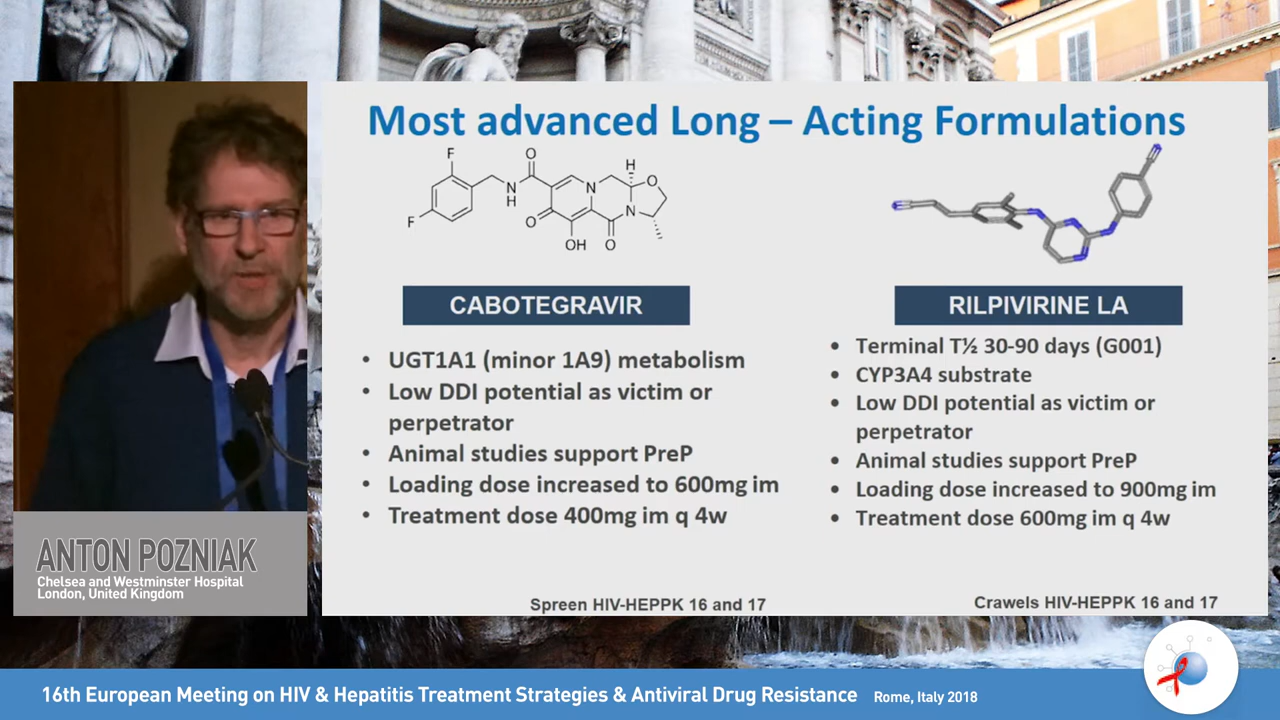 Most advanced Long – Acting Formulations
F
F
O
N
H
O
OH
N
O
N
H
O
CABOTEGRAVIR
• UGT1A1 (minor 1A9) metabolism
• Low DDI potential as victim or
perpetrator
• Animal studies support PreP
• Loading dose increased to 600mg im
• Treatment dose 400mg im q 4w
Spreen HIV-HEPPK 16 and 17
RILPIVIRINE LA
• Terminal T½ 30-90 days (G001)
• CYP3A4 substrate
• Low DDI potential as victim or
perpetrator
• Animal studies support PreP
• Loading dose increased to 900mg im
• Treatment dose 600mg im q 4w
Crawels HIV-HEPPK 16 and 17
ANTON POZNIAK
Chelsea and Westminster Hospital
London, United Kingdom
16th European Meeting on HIV & Hepatitis Treatment Strategies & Antiviral Drug Resistance Rome, Italy 2018